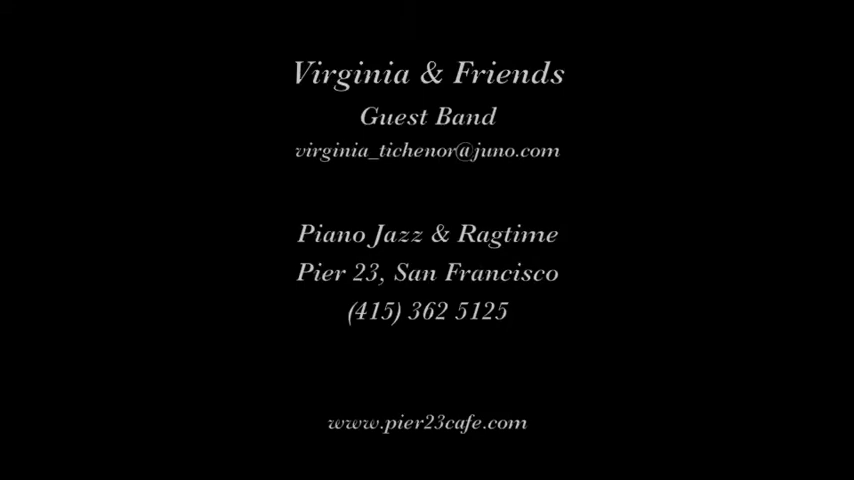 Virginia & Friends
Guest Band
virginia_tichenor@juno.com
Piano Jazz & Ragtime
Pier 23, San Francisco
(415) 362 5125
www.pier23cafe.com